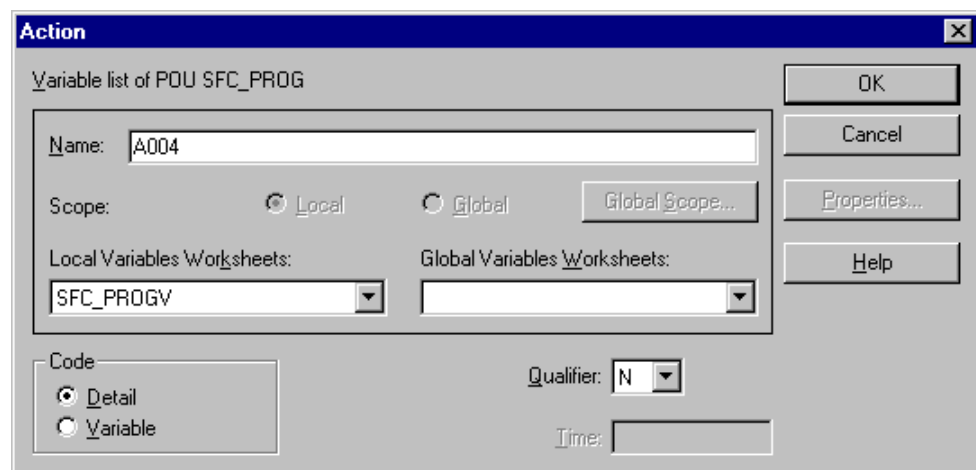 Action
Variable list of POU SFC_PROG
OK
Name: A004
Cancel
Scope: Local Global Global Scope... Properties...
Local Variables Worksheets: Global Variables Worksheets:
Help
SFC_PROGV
Code
Detail
Qualifier: N
Variable
Time: